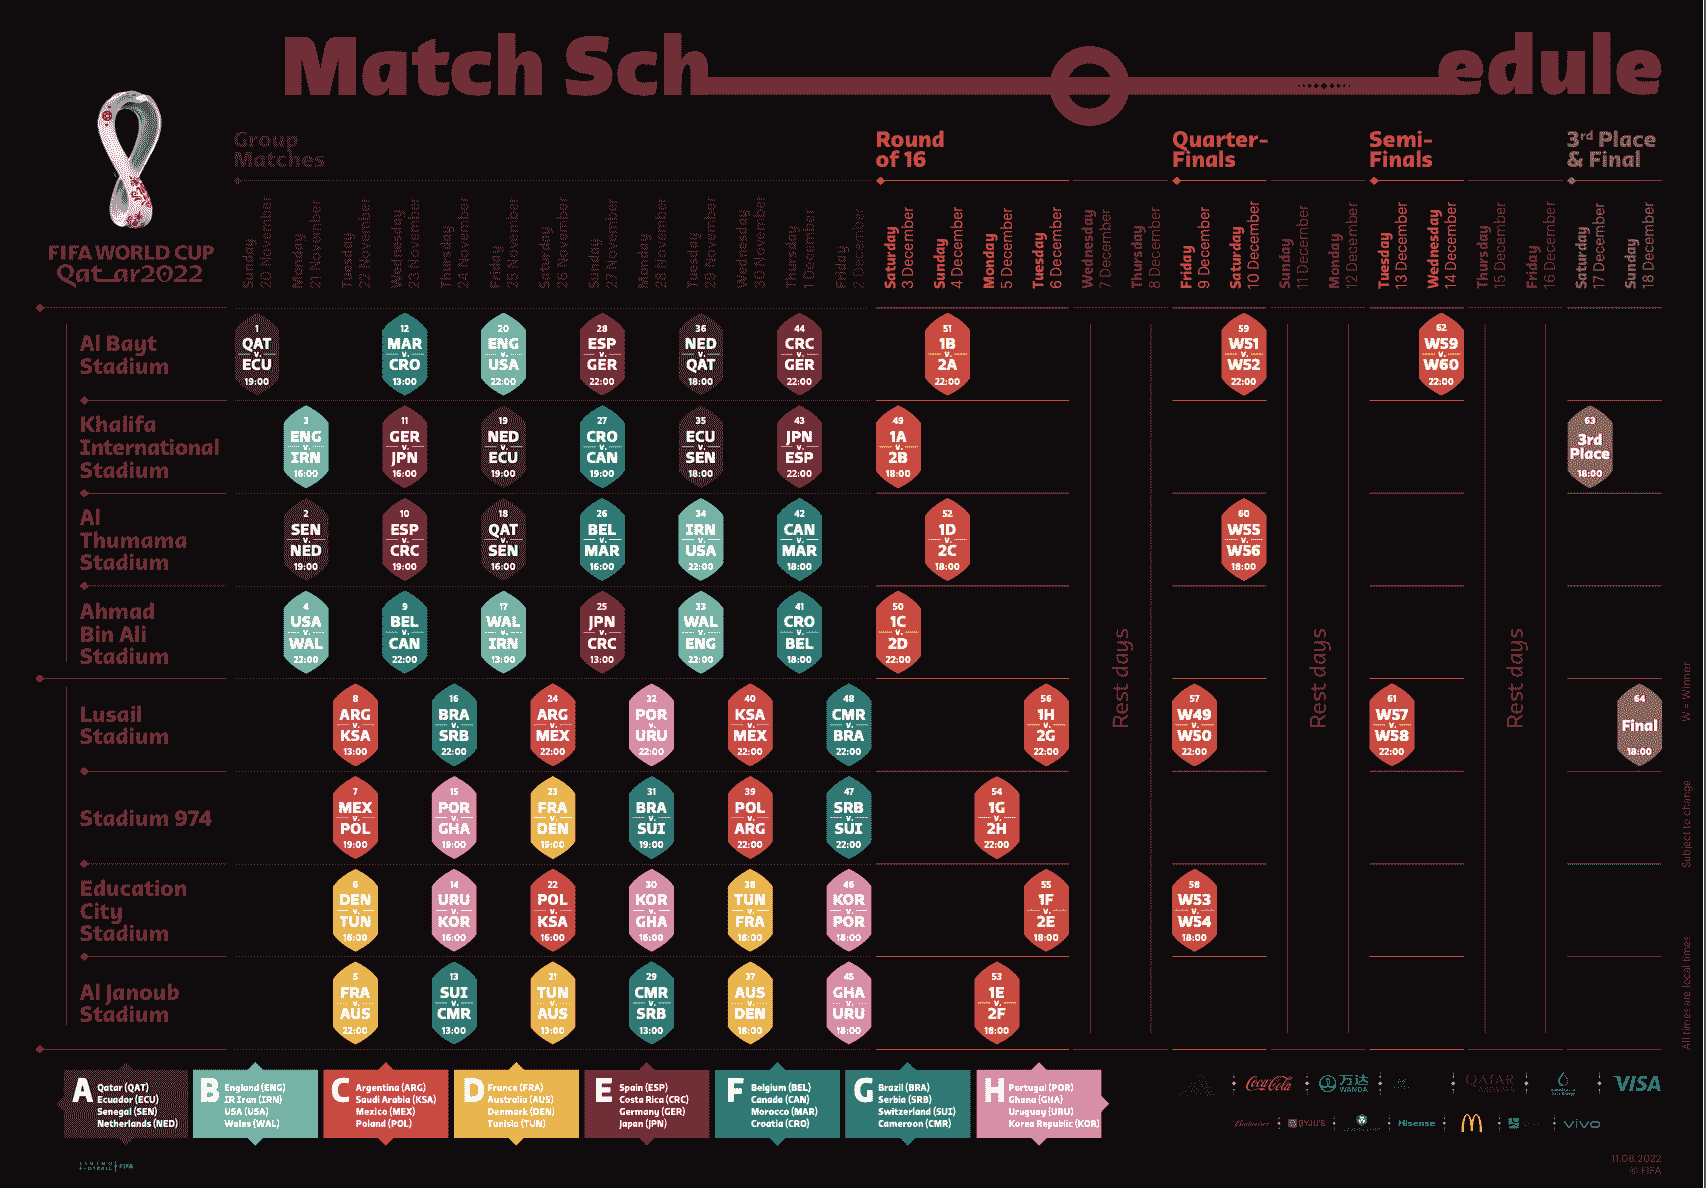 Match Schedule
FIFA WORLD CUP
Qatar2022
Group
Matches
Round
of 16
Quarter-
Finals
Semi-
Finals
3rd Place
& Final
Sunday
20 November
Monday
21 November
Tuesday
22 November
Wednesday
23 November
Thursday
24 November
Friday
25 November
Saturday
26 November
Sunday
27 November
Monday
28 November
Tuesday
29 November
Wednesday
30 November
Thursday
1 December
Friday
2 December
Saturday
3 December
Sunday
4 December
Monday
5 December
Tuesday
6 December
Wednesday
7 December
Thursday
8 December
Friday
9 December
Saturday
10 December
Sunday
11 December
Monday
12 December
Tuesday
13 December
Wednesday
14 December
Thursday
15 December
Friday
16 December
Saturday
17 December
Sunday
18 December
Al Bayt
Stadium
1
QAT
v.
ECU
19:00
12
MAR
v.
CRO
13:00
20
ENG
v.
USA
22:00
28
ESP
v.
GER
22:00
36
NED
v.
QAT
18:00
44
CRC
v.
GER
22:00
51
1B
v.
2A
22:00
59
W51
v.
W52
22:00
62
W59
v.
W60
22:00
Khalifa
International
Stadium
3
ENG
v.
IRN
16:00
11
GER
v.
JPN
16:00
19
NED
v.
ECU
19:00
27
CRO
v.
CAN
19:00
35
ECU
v.
SEN
18:00
43
JPN
v.
ESP
22:00
49
1A
v.
2B
18:00
63
3rd
Place
18:00
Al
Thumama
Stadium
2
SEN
v.
NED
19:00
10
ESP
v.
CRC
19:00
18
QAT
v.
SEN
16:00
26
BEL
v.
MAR
16:00
34
IRN
v.
USA
22:00
42
CAN
v.
MAR
18:00
52
1D
v.
2C
18:00
60
W55
v.
W56
18:00
Ahmad
Bin Ali
Stadium
4
USA
v.
WAL
22:00
9
BEL
v.
CAN
22:00
17
WAL
v.
IRN
13:00
25
JPN
v.
CRC
13:00
33
WAL
v.
ENG
22:00
41
CRO
v.
BEL
18:00
50
1C
v.
2D
22:00
Lusail
Stadium
8
ARG
v.
KSA
13:00
16
BRA
v.
SRB
22:00
24
ARG
v.
MEX
22:00
32
POR
v.
URU
22:00
40
KSA
v.
MEX
22:00
48
CMR
v.
BRA
22:00
56
1H
v.
2G
22:00
57
W49
v.
W50
22:00
61
W57
v.
W58
22:00
64
Final
18:00
Stadium 974
7
MEX
v.
POL
19:00
15
POR
v.
GHA
19:00
23
FRA
v.
DEN
19:00
31
BRA
v.
SUI
19:00
39
POL
v.
ARG
22:00
47
SRB
v.
SUI
22:00
54
1G
v.
2H
22:00
Education
City
Stadium
6
DEN
v.
TUN
16:00
14
URU
v.
KOR
16:00
22
POL
v.
KSA
16:00
30
KOR
v.
GHA
16:00
38
TUN
v.
FRA
18:00
46
KOR
v.
POR
18:00
55
1F
v.
2E
18:00
58
W53
v.
W54
18:00
Al Janoub
Stadium
5
FRA
v.
AUS
22:00
13
SUI
v.
CMR
13:00
21
TUN
v.
AUS
13:00
29
CMR
v.
SRB
13:00
37
AUS
v.
DEN
18:00
45
GHA
v.
URU
18:00
53
1E
v.
2F
18:00
Rest days
Rest days
Rest days
W = Winner
Subject to change
All times are local times
A
Qatar (QAT)
Ecuador (ECU)
Senegal (SEN)
Netherlands (NED)
B
England (ENG)
IR Iran (IRN)
USA (USA)
Wales (WAL)
C
Argentina (ARG)
Saudi Arabia (KSA)
Mexico (MEX)
Poland (POL)
D
France (FRA)
Australia (AUS)
Denmark (DEN)
Tunisia (TUN)
E
Spain (ESP)
Costa Rica (CRC)
Germany (GER)
Japan (JPN)
F
Belgium (BEL)
Canada (CAN)
Morocco (MAR)
Croatia (CRO)
G
Brazil (BRA)
Serbia (SRB)
Switzerland (SUI)
Cameroon (CMR)
H
Portugal (POR)
Ghana (GHA)
Uruguay (URU)
Korea Republic (KOR)
Coca-Cola
万达
WANDA
QATAR
VISA
Budweiser
BYJU'S
Hisense
vivo
FIFA
11.08.2022
© FIFA